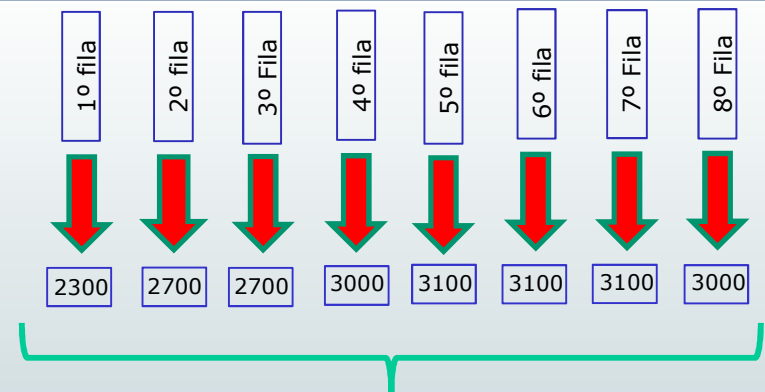 1º fila
2º fila
3º Fila
4º fila
5º fila
6º fila
7º Fila
8º Fila
2300
2700
2700
3000
3100
3100
3100
3000